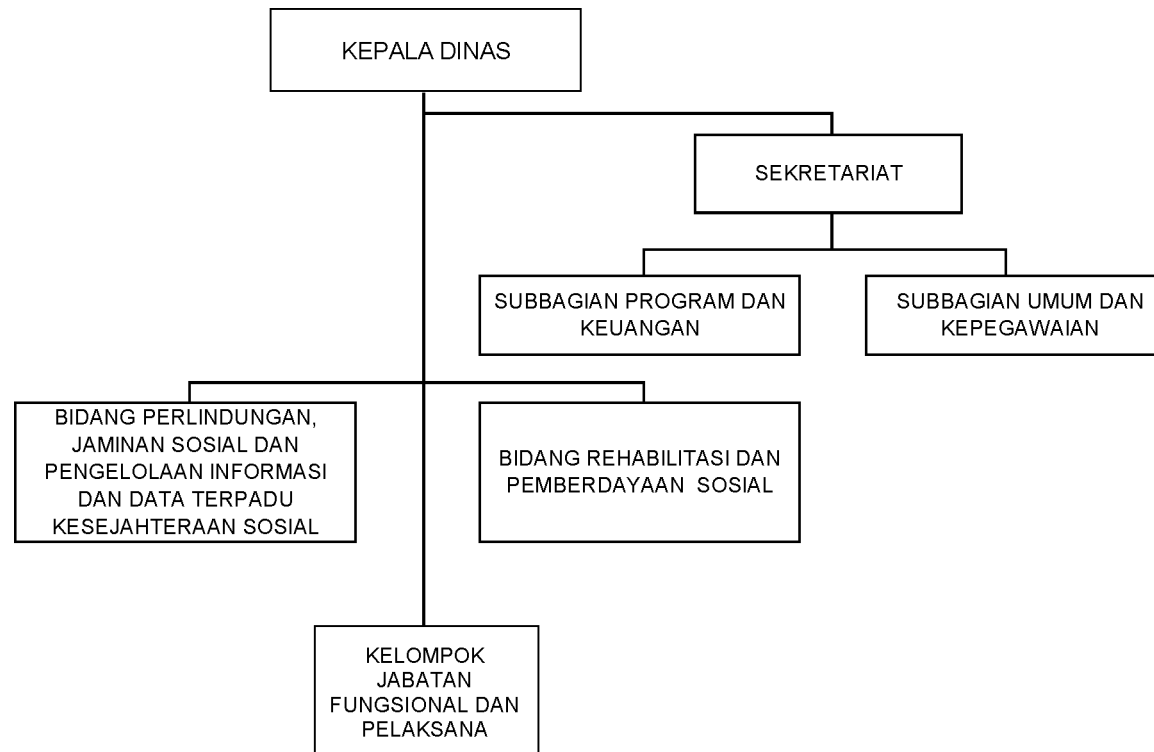 KEPALA DINAS
SEKRETARIAT
SUBBAGIAN PROGRAM DAN
KEUANGAN
SUBBAGIAN UMUM DAN
KEPEGAWAIAN
BIDANG PERLINDUNGAN,
JAMINAN SOSIAL DAN
PENGELOLAAN INFORMASI
DAN DATA TERPADU
KESEJAHTERAAN SOSIAL
BIDANG REHABILITASI DAN
PEMBERDAYAAN SOSIAL
KELOMPOK
JABATAN
FUNGSIONAL DAN
PELAKSANA